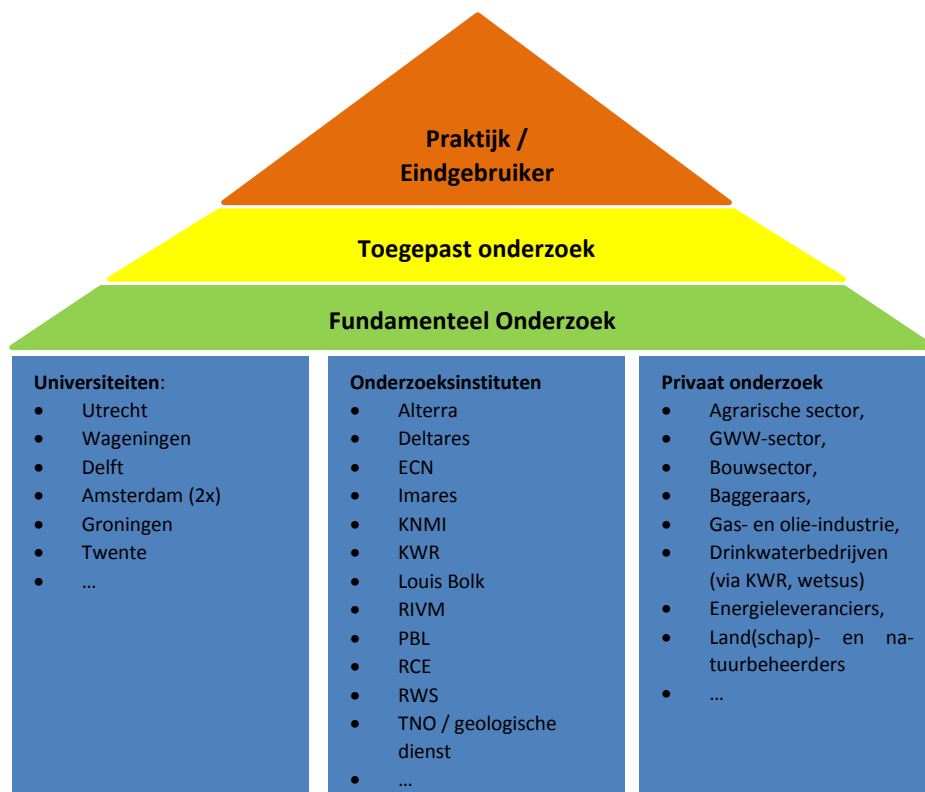 Praktijk /
Eindgebruiker
Toegepast onderzoek
Fundamenteel Onderzoek
Universiteiten:
• Utrecht
• Wageningen
• Delft
• Amsterdam (2x)
• Groningen
• Twente
• …
Onderzoeksinstituten
• Alterra
• Deltares
• ECN
• Imares
• KNMI
• KWR
• Louis Bolk
• RIVM
• PBL
• RCE
• RWS
• TNO / geologische
dienst
• …
Privaat onderzoek
• Agrarische sector,
• GWW-sector,
• Bouwsector,
• Baggeraars,
• Gas- en olie-industrie,
• Drinkwaterbedrijven
(via KWR, wetsus)
• Energieleveranciers,
• Land(schap)- en na-
tuurbeheerders
• …